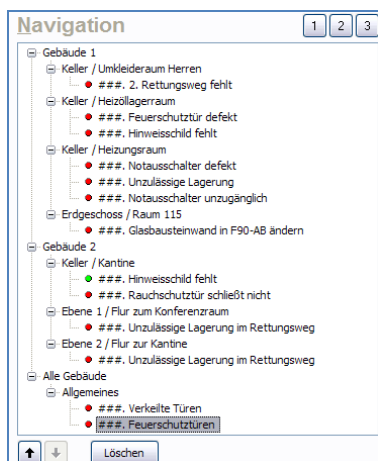 Navigation 1 2 3
Gebäude 1
Keller / Umkleideraum Herren
###. 2. Rettungsweg fehlt
Keller / Heizöllagerraum
###. Feuerschutztür defekt
###. Hinweisschild fehlt
Keller / Heizungsraum
###. Notausschalter defekt
###. Unzulässige Lagerung
###. Notausschalter unzugänglich
Erdgeschoss / Raum 115
###. Glasbausteinwand in F90-AB ändern
Gebäude 2
Keller / Kantine
###. Hinweisschild fehlt
###. Rauchschutztür schließt nicht
Ebene 1 / Flur zum Konferenzraum
###. Unzulässige Lagerung im Rettungsweg
Ebene 2 / Flur zur Kantine
###. Unzulässige Lagerung im Rettungsweg
Alle Gebäude
Allgemeines
###. Verkeilte Türen
###. Feuerschutztüren
Löschen